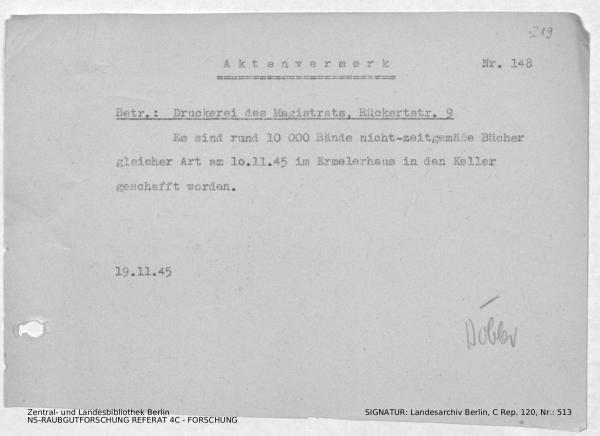 219
Aktenvermerk Nr. 148
Betr.: Druckerei des Magistrats, Rückertstr. 9
Es sind rund 10 000 Bände nicht-zeitgemäße Bücher
gleicher Art am 10.11.45 im Ermelerhaus in den Keller
geschafft worden.
19.11.45
Zentral- und Landesbibliothek Berlin
NS-RAUBGUTFORSCHUNG REFERAT 4C - FORSCHUNG
SIGNATUR: Landesarchiv Berlin, C Rep. 120, Nr.: 513